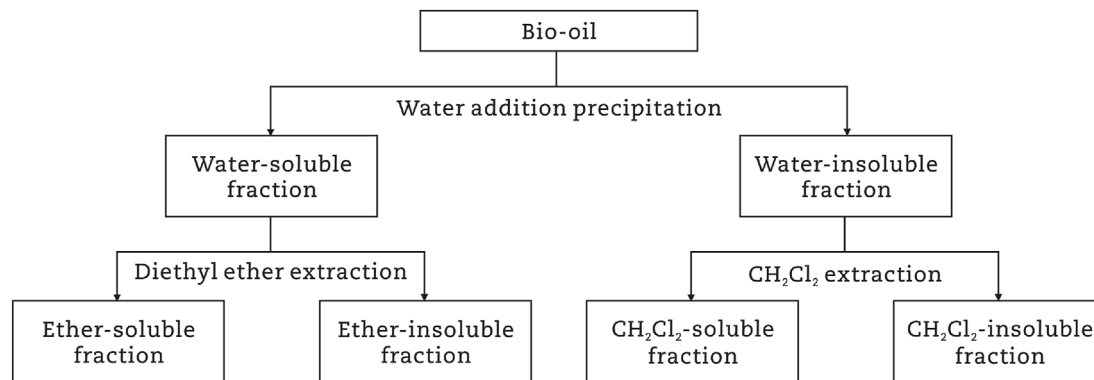 Bio-oil
Water addition precipitation
Water-soluble
fraction
Water-insoluble
fraction
Diethyl ether extraction
CH₂Cl₂ extraction
Ether-soluble
fraction
Ether-insoluble
fraction
CH₂Cl₂-soluble
fraction
CH₂Cl₂-insoluble
fraction